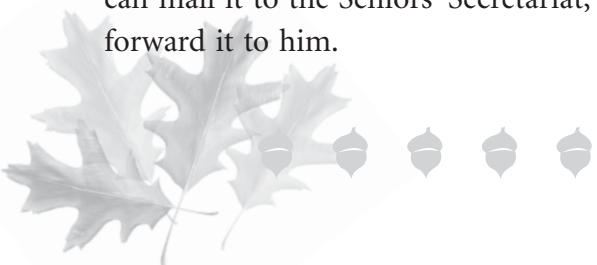 can mail it to the Seniors' Secretariat,
forward it to him.